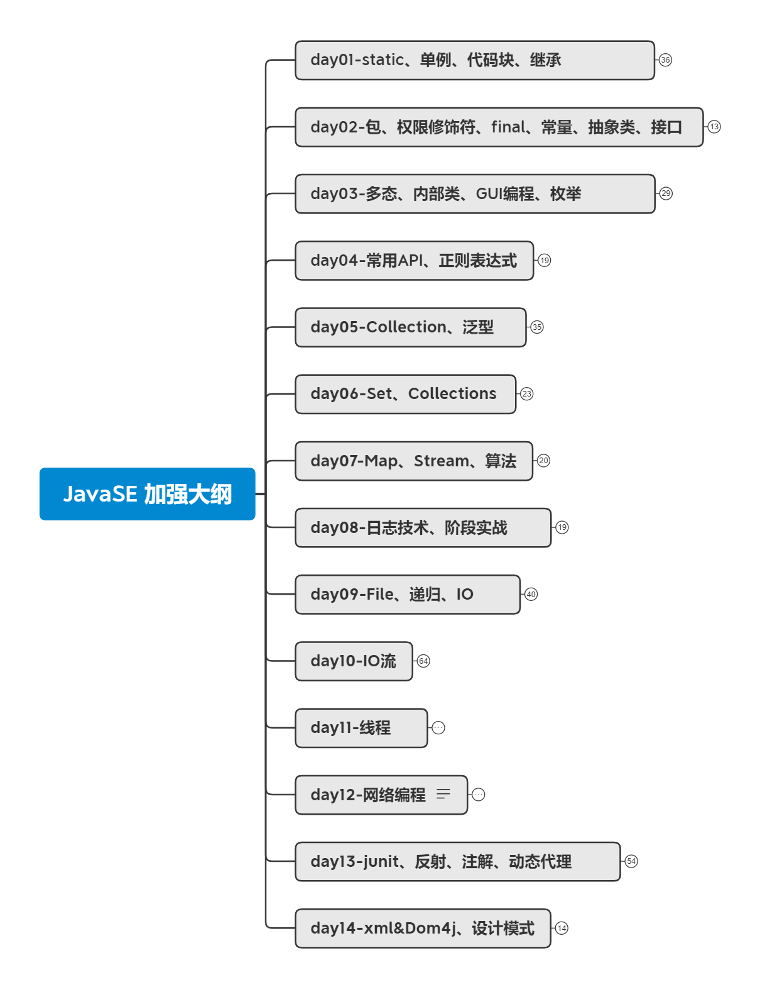 day01-static、单例、代码块、继承
36
day02-包、权限修饰符、final、常量、抽象类、接口
13
day03-多态、内部类、GUI编程、枚举
29
day04-常用API、正则表达式
19
day05-Collection、泛型
35
day06-Set、Collections
23
day07-Map、Stream、算法
20
JavaSE 加强大纲
day08-日志技术、阶段实战
19
day09-File、递归、IO
40
day10-IO流
64
day11-线程
day12-网络编程
day13-junit、反射、注解、动态代理
54
day14-xml&Dom4j、设计模式
14